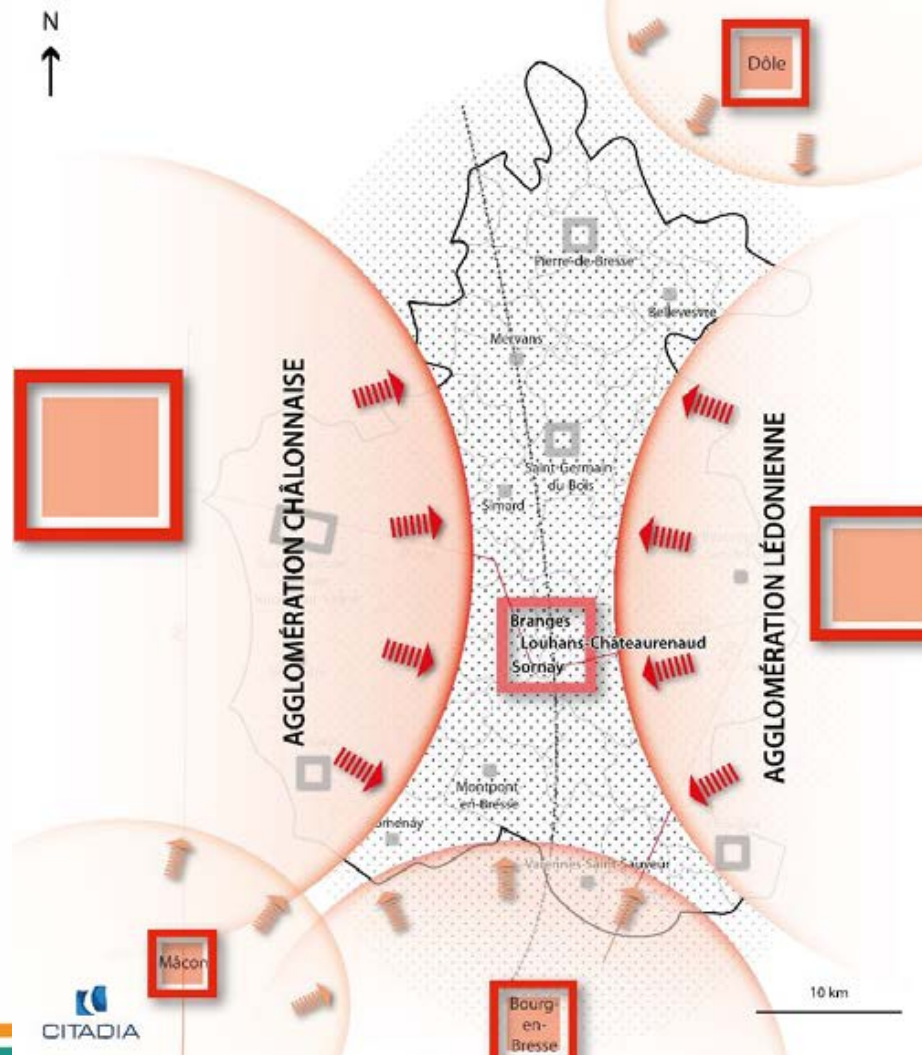 N
Dôle
Pierre-de-Bresse
Bellevesvre
Mervans
AGGLOMÉRATION CHÂLONNAISE
AGGLOMÉRATION LÉDONIENNE
Saint-Germain
du Bois
Simard
Branges
Louhans-Châteaurenaud
Sornay
Montpont
en-Bresse
omenay
Varennes-Saint-Sauveur
Mâcon
10 km
Bourg-
en-
Bresse
CITADIA